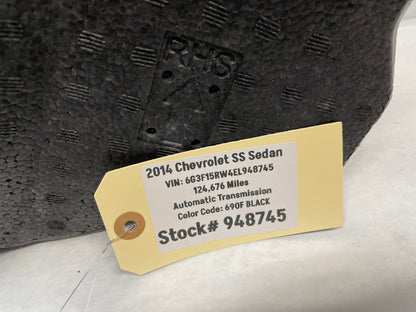 RHS
2014 Chevrolet SS Sedan
VIN: 6G3F15RW4EL948745
124,676 Miles
Automatic Transmission
Color Code: 690F BLACK
Stock# 948745